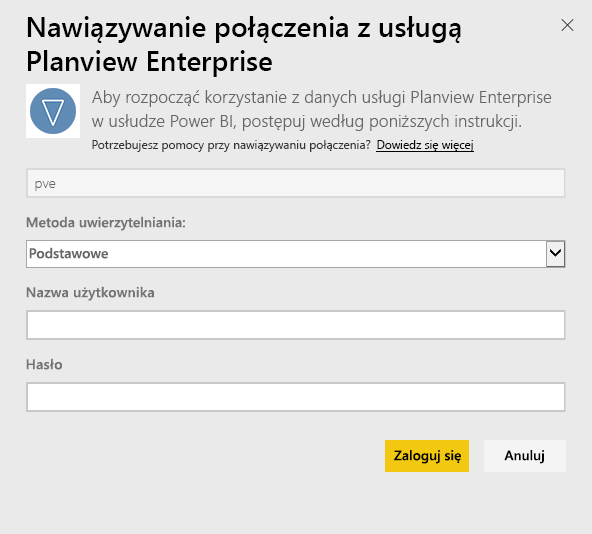 Nawiązywanie połączenia z usługą
Planview Enterprise
Aby rozpocząć korzystanie z danych usługi Planview Enterprise
w usłudze Power BI, postępuj według poniższych instrukcji.
Potrzebujesz pomocy przy nawiązywaniu połączenia? Dowiedz się więcej
pve
Metoda uwierzytelniania:
Podstawowe
Nazwa użytkownika
Hasło
Zaloguj się
Anuluj